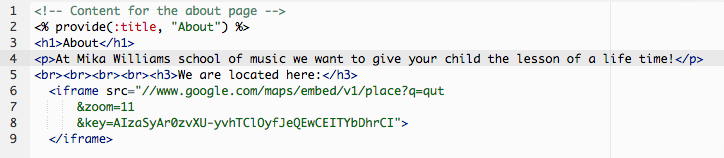 1 <!-- Content for the about page -->
2 <% provide(:title, "About") %>
3 <h1>About</h1>
4 <p>At Mika Williams school of music we want to give your child the lesson of a life time!</p>
5 <br><br><br><br><h3>We are located here:</h3>
6 <iframe src="//www.google.com/maps/embed/v1/place?q=qut
7 &zoom=11
8 &key=AIzaSyAr0zvXU-yvhTClOyfJeQEwCEITYbDhrCI">
9 </iframe>